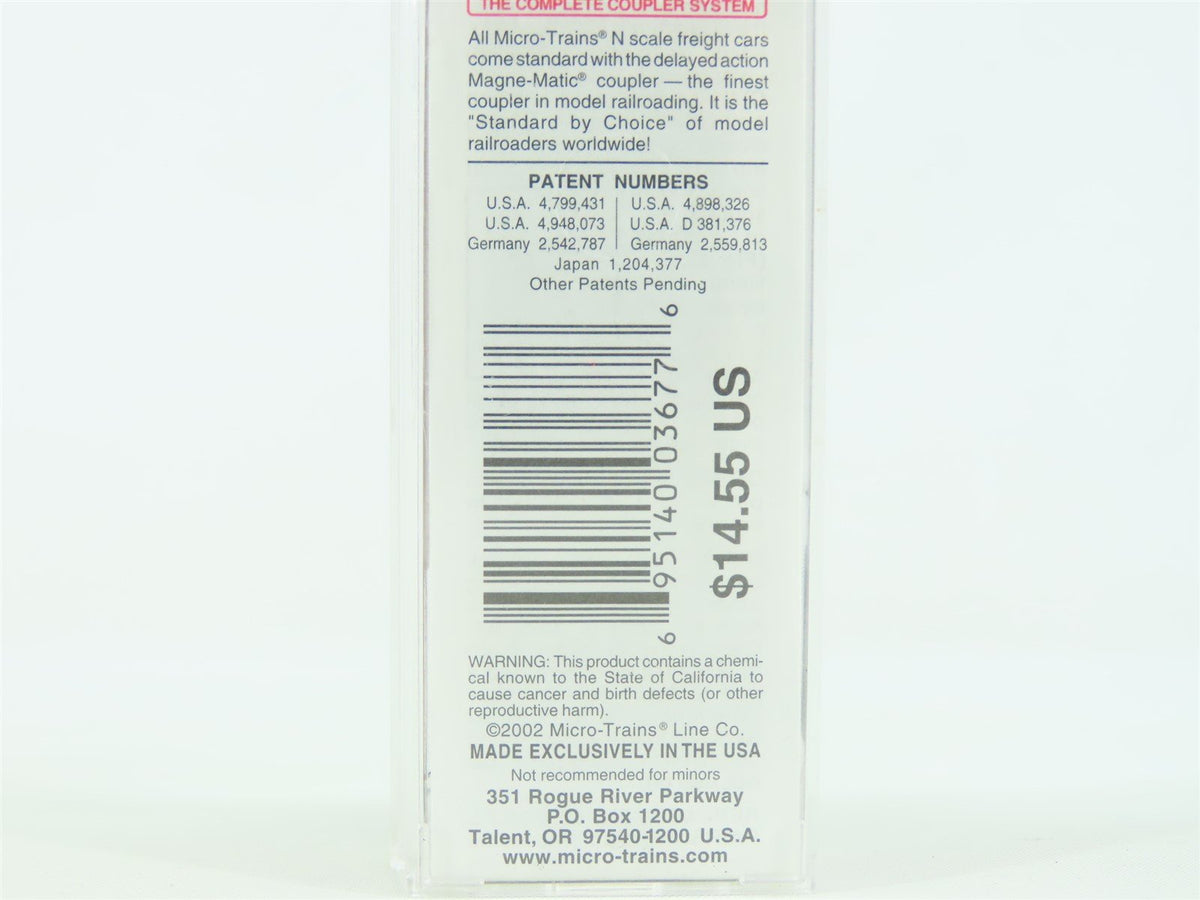 THE COMPLETE COUPLER SYSTEM
All Micro-Trains® N scale freight cars
come standard with the delayed action
Magne-Matic® coupler — the finest
coupler in model railroading. It is the
"Standard by Choice" of model
railroaders worldwide!
PATENT NUMBERS
U.S.A. 4,799,431 | U.S.A. 4,898,326
U.S.A. 4,948,073 | U.S.A. D 381,376
Germany 2,542,787 | Germany 2,559,813
Japan 1,204,377
Other Patents Pending
6 95140 03677 6
$14.55 US
WARNING: This product contains a chemi-
cal known to the State of California to
cause cancer and birth defects (or other
reproductive harm).
©2002 Micro-Trains® Line Co.
MADE EXCLUSIVELY IN THE USA
Not recommended for minors
351 Rogue River Parkway
P.O. Box 1200
Talent, OR 97540-1200 U.S.A.
www.micro-trains.com